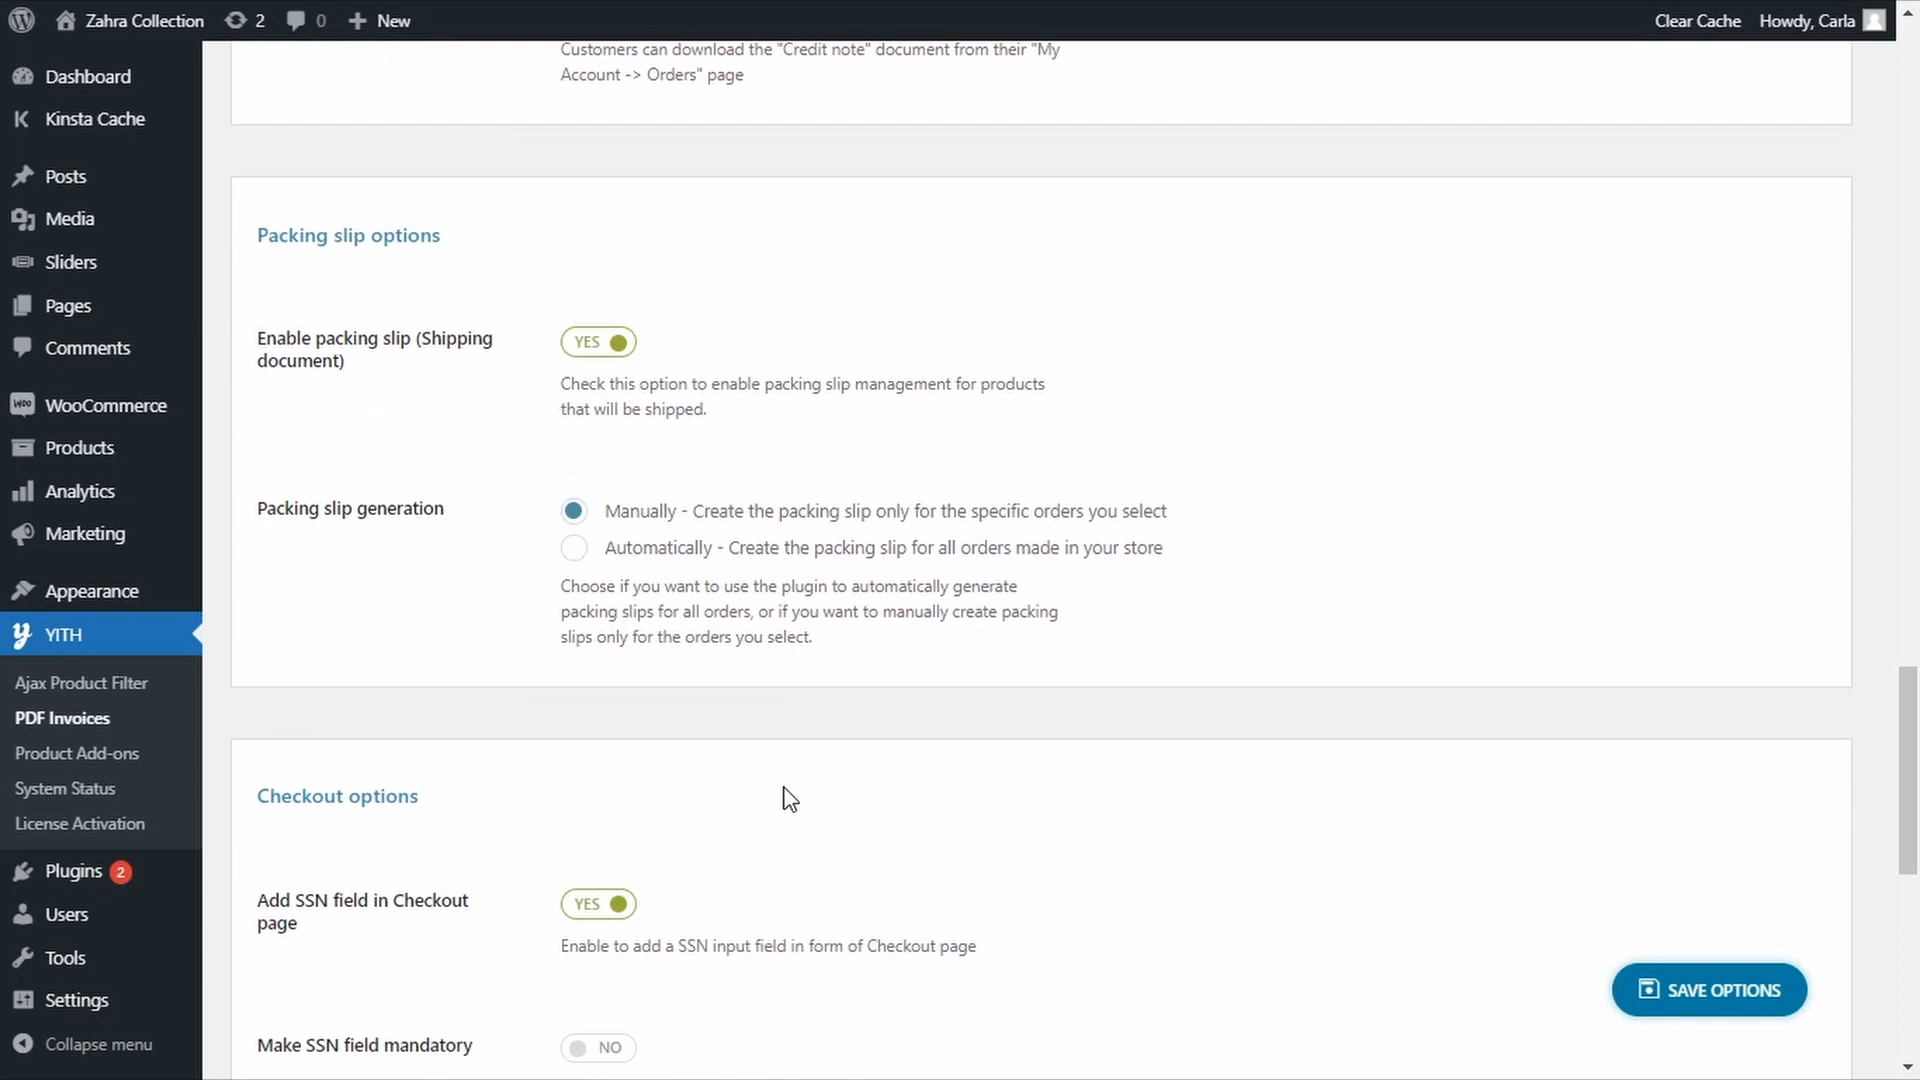 Zahra Collection
2
0
New
Clear Cache
Howdy, Carla
Dashboard
Kinsta Cache
Posts
Media
Sliders
Pages
Comments
WooCommerce
Products
Analytics
Marketing
Appearance
YITH
Ajax Product Filter
PDF Invoices
Product Add-ons
System Status
License Activation
Plugins 2
Users
Tools
Settings
Collapse menu
Customers can download the "Credit note" document from their "My
Account -> Orders" page
Packing slip options
Enable packing slip (Shipping
document)
YES
Check this option to enable packing slip management for products
that will be shipped.
Packing slip generation
Manually - Create the packing slip only for the specific orders you select
Automatically - Create the packing slip for all orders made in your store
Choose if you want to use the plugin to automatically generate
packing slips for all orders, or if you want to manually create packing
slips only for the orders you select.
Checkout options
Add SSN field in Checkout
page
YES
Enable to add a SSN input field in form of Checkout page
SAVE OPTIONS
Make SSN field mandatory
NO